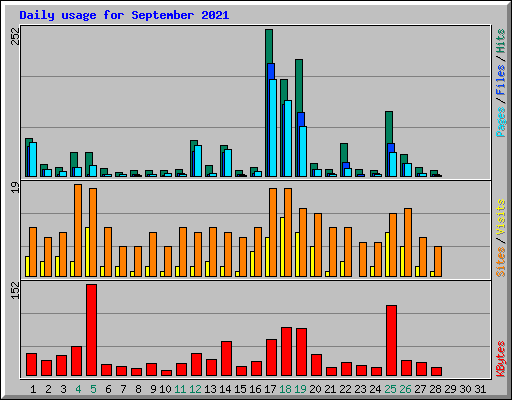 Daily usage for September 2021
252
Pages / Files / Hits
19
Sites / Visits
152
KBytes
1 2 3 4 5 6 7 8 9 10 11 12 13 14 15 16 17 18 19 20 21 22 23 24 25 26 27 28 29 30 31